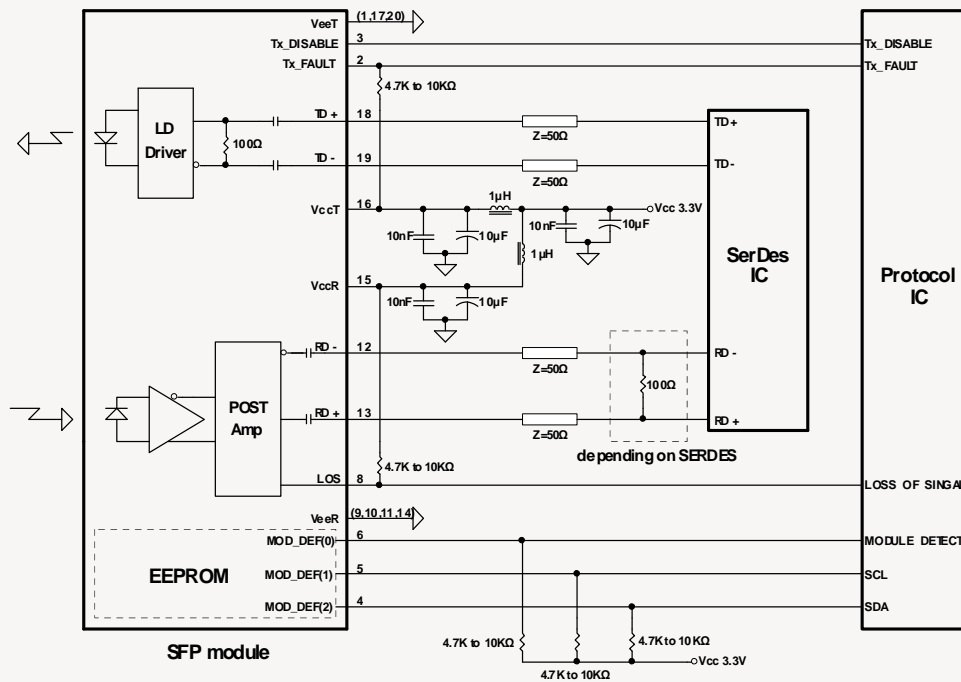 VeeT (1,17,20)
Tx_DISABLE 3 Tx_DISABLE
Tx_FAULT 2 Tx_FAULT
4.7K to 10KΩ
LD Driver
100Ω
TD+ 18 TD+
Z=50Ω
TD- 19 TD-
Z=50Ω
1µH
VccT 16 Vcc 3.3V
10nF 10µF 10nF 10µF
1µH
SerDes IC
Protocol IC
VccR 15
10nF 10µF
RD - 12 RD -
Z=50Ω
100Ω
POST Amp
RD+ 13 RD+
Z=50Ω
depending on SERDES
4.7K to 10KΩ
LOS 8 LOSS OF SINGAL
VeeR (9,10,11,14)
MOD_DEF(0) 6 MODULE DETECT
EEPROM
MOD_DEF(1) 5 SCL
MOD_DEF(2) 4 SDA
4.7K to 10KΩ 4.7K to 10KΩ
SFP module
Vcc 3.3V
4.7K to 10KΩ